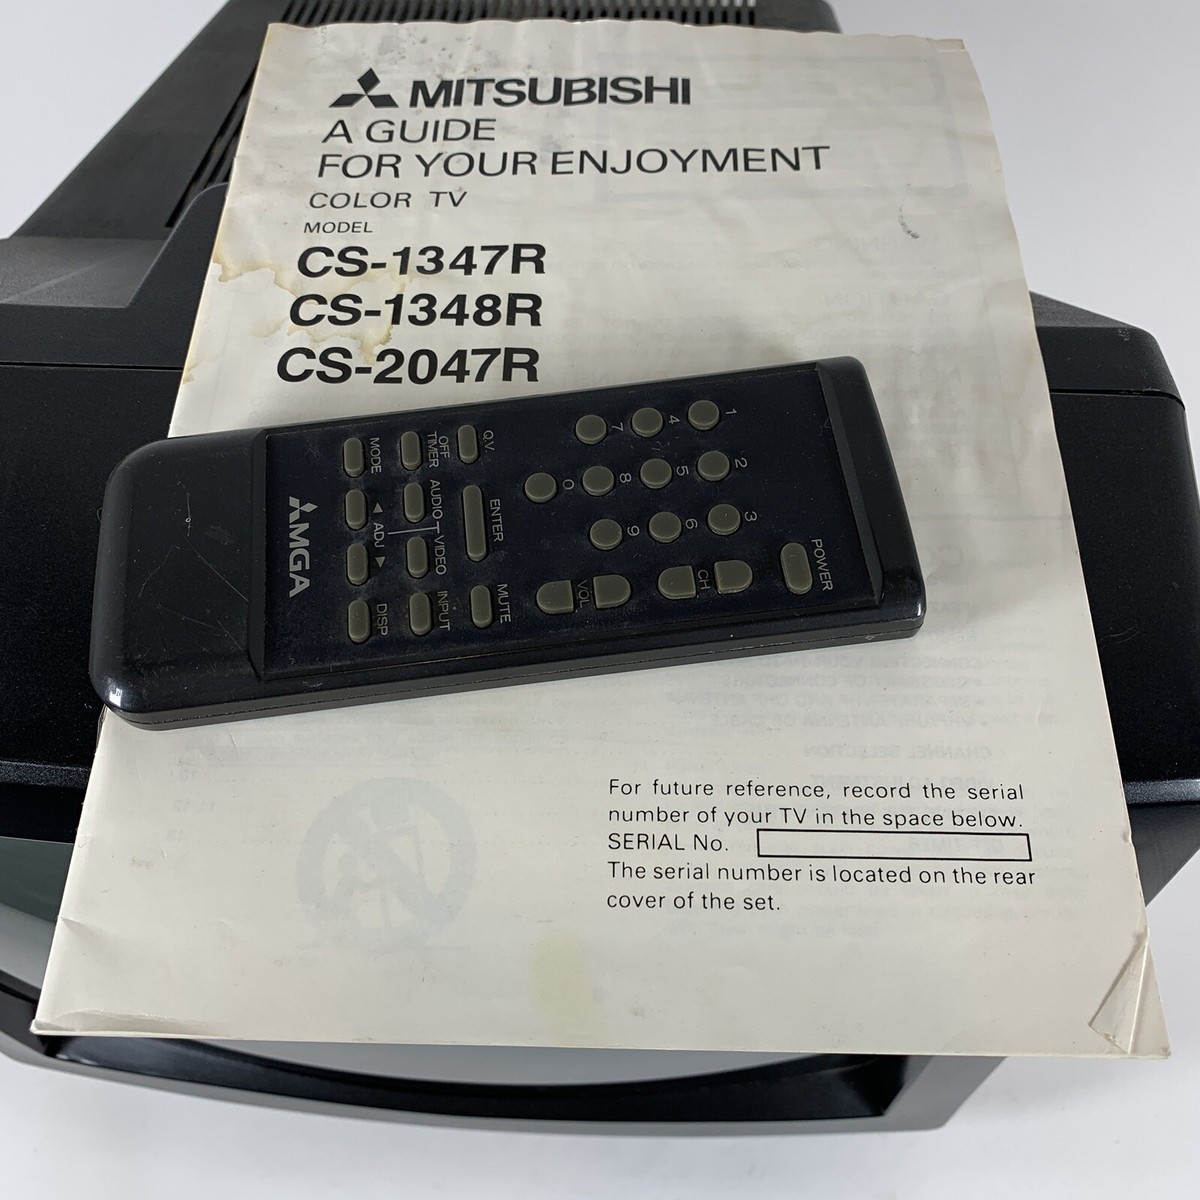 MITSUBISHI
A GUIDE
FOR YOUR ENJOYMENT
COLOR TV
MODEL
CS-1347R
CS-1348R
CS-2047R
POWER
1 2 3
4 5 6
7 8 9
0
CH
VOL
Q.V. ENTER MUTE
OFF TIMER AUDIO VIDEO INPUT
MODE ◀ ADJ ▶ DISP
MGA
For future reference, record the serial
number of your TV in the space below.
SERIAL No.
The serial number is located on the rear
cover of the set.